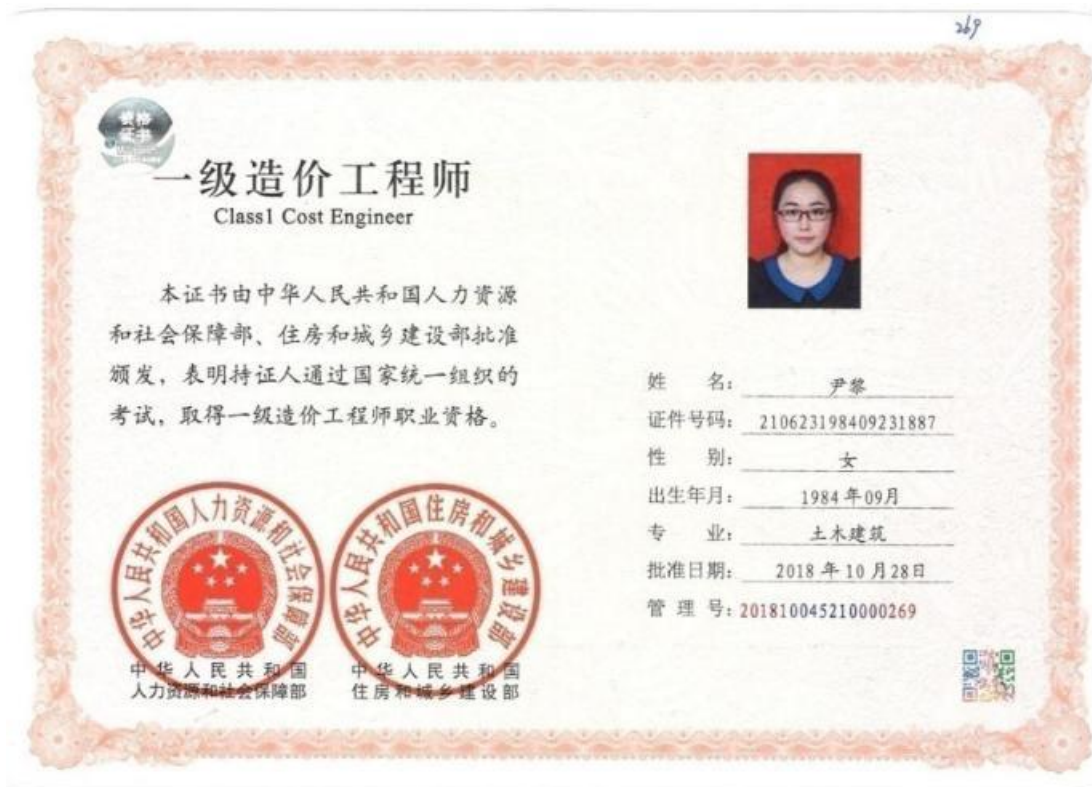 269
资格
证书
一级造价工程师
Class1 Cost Engineer
本证书由中华人民共和国人力资源
和社会保障部、住房和城乡建设部批准
颁发，表明持证人通过国家统一组织的
考试，取得一级造价工程师职业资格。
姓 名： 尹黎
证件号码： 210623198409231887
性 别： 女
出生年月： 1984年09月
专 业： 土木建筑
批准日期： 2018年10月28日
管 理 号：201810045210000269
中华人民共和国人力资源和社会保障部
中华人民共和国住房和城乡建设部
中华人民共和国
人力资源和社会保障部
中华人民共和国
住房和城乡建设部